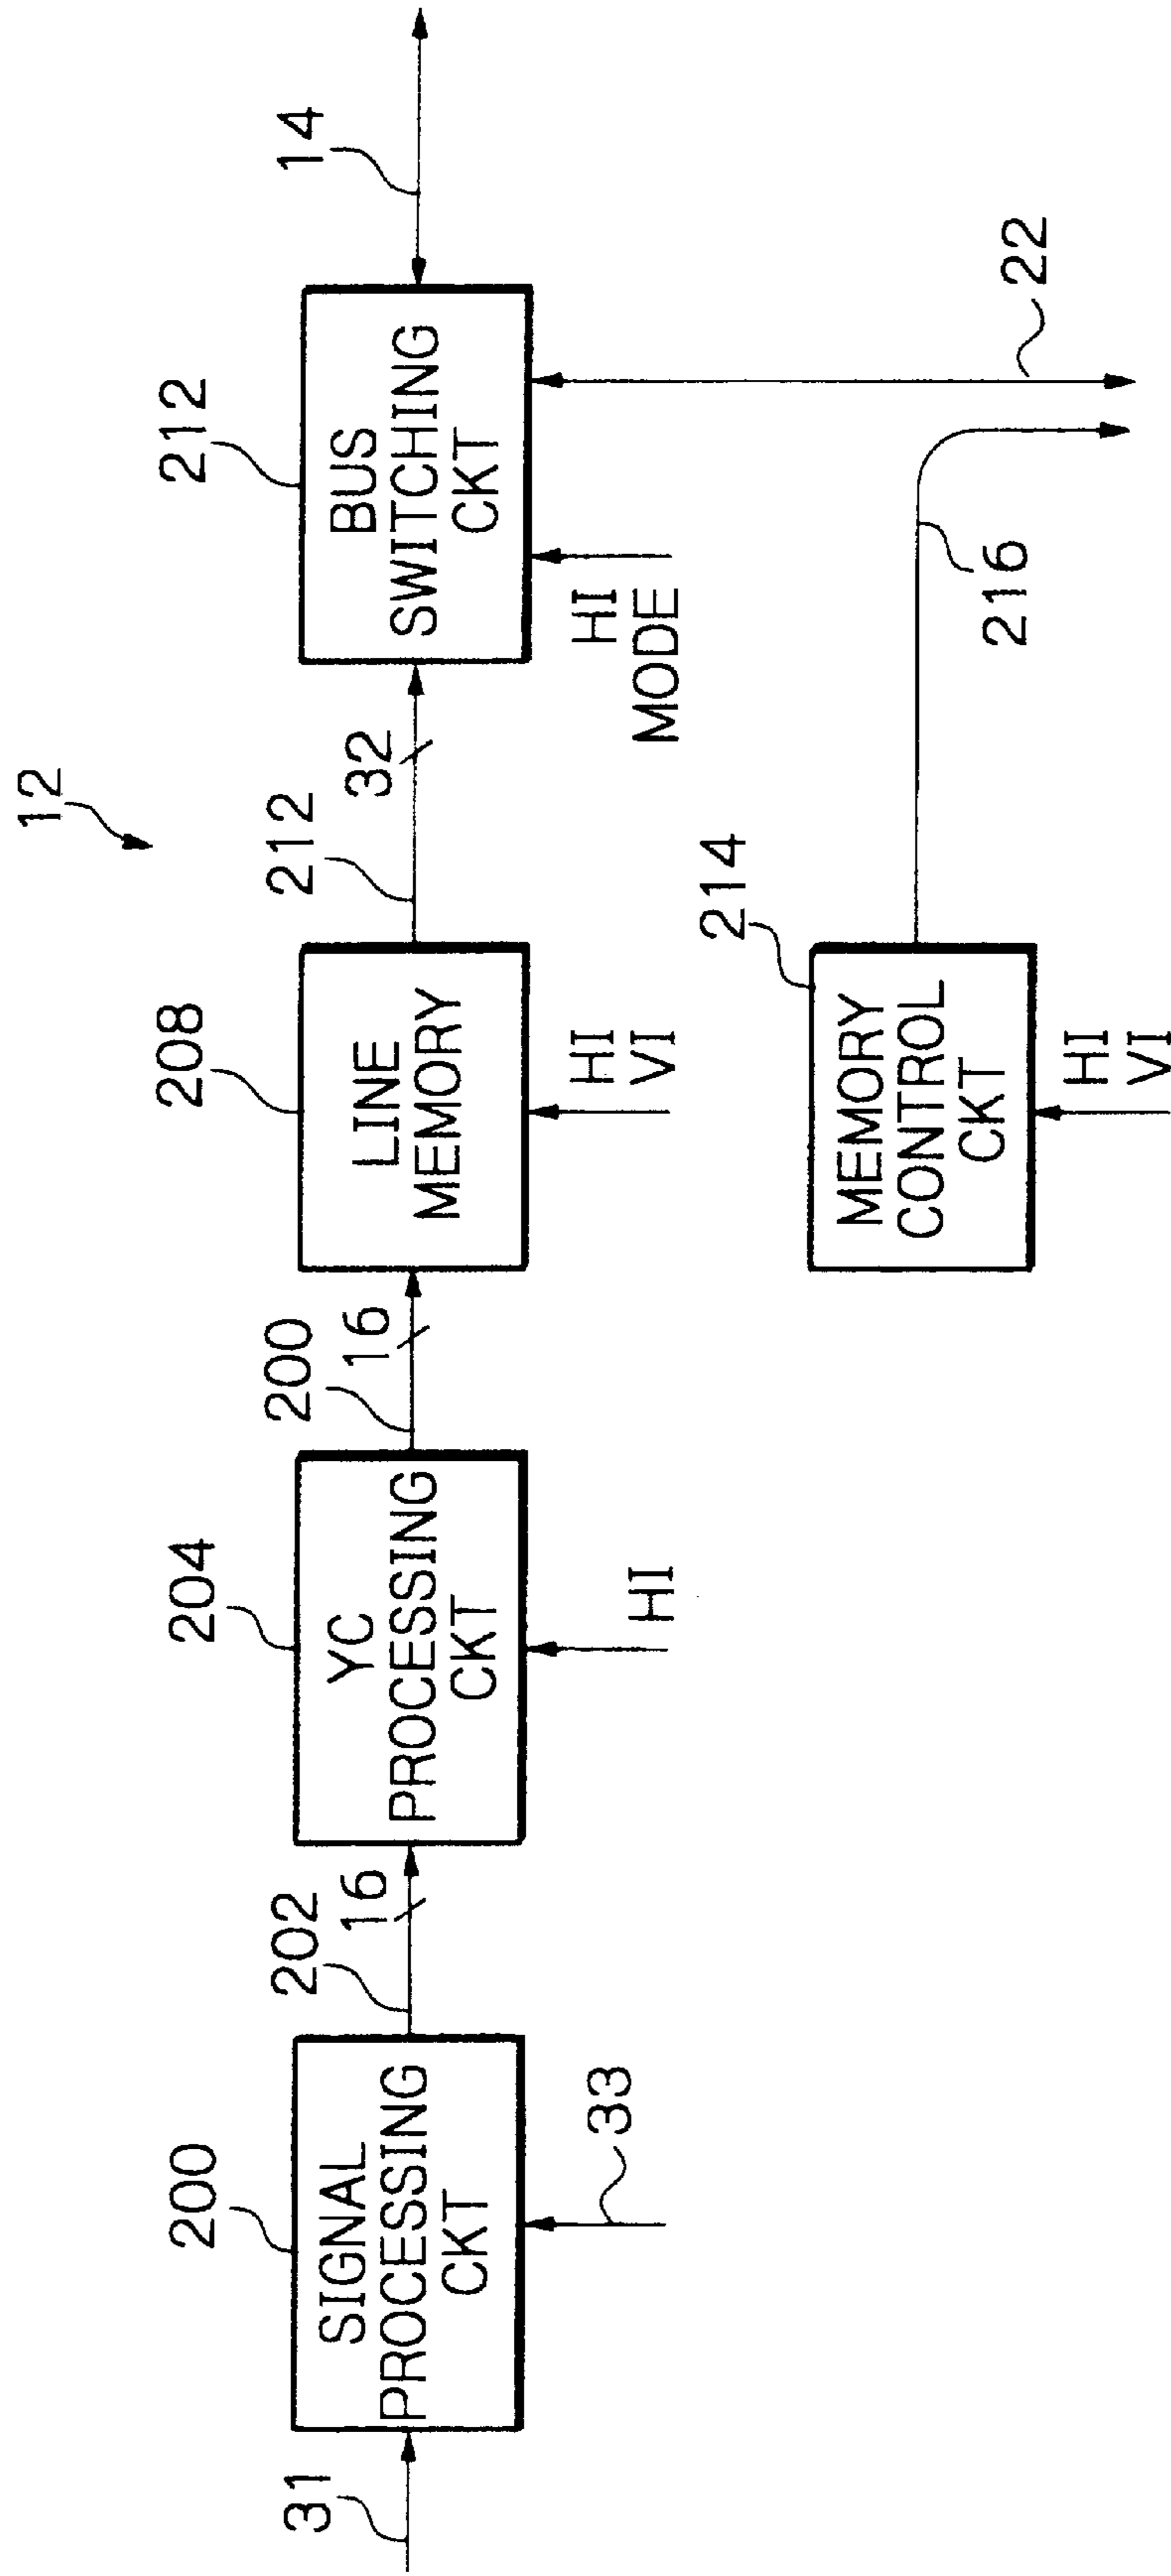 12
31
200
SIGNAL
PROCESSING
CKT
33
202
16
204
YC
PROCESSING
CKT
HI
200
16
208
LINE
MEMORY
HI
VI
212
32
212
BUS
SWITCHING
CKT
HI
MODE
14
22
214
MEMORY
CONTROL
CKT
HI
VI
216